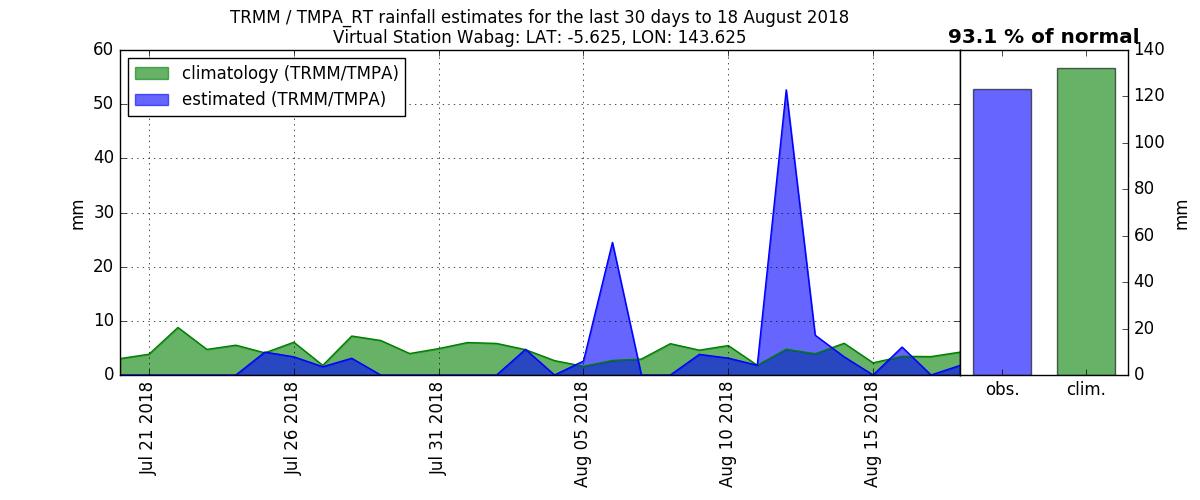 TRMM / TMPA_RT rainfall estimates for the last 30 days to 18 August 2018
Virtual Station Wabag: LAT: -5.625, LON: 143.625
93.1 % of normal
climatology (TRMM/TMPA)
estimated (TRMM/TMPA)
60
50
40
30
20
10
0
mm
Jul 21 2018
Jul 26 2018
Jul 31 2018
Aug 05 2018
Aug 10 2018
Aug 15 2018
obs.
clim.
140
120
100
80
60
40
20
0
mm